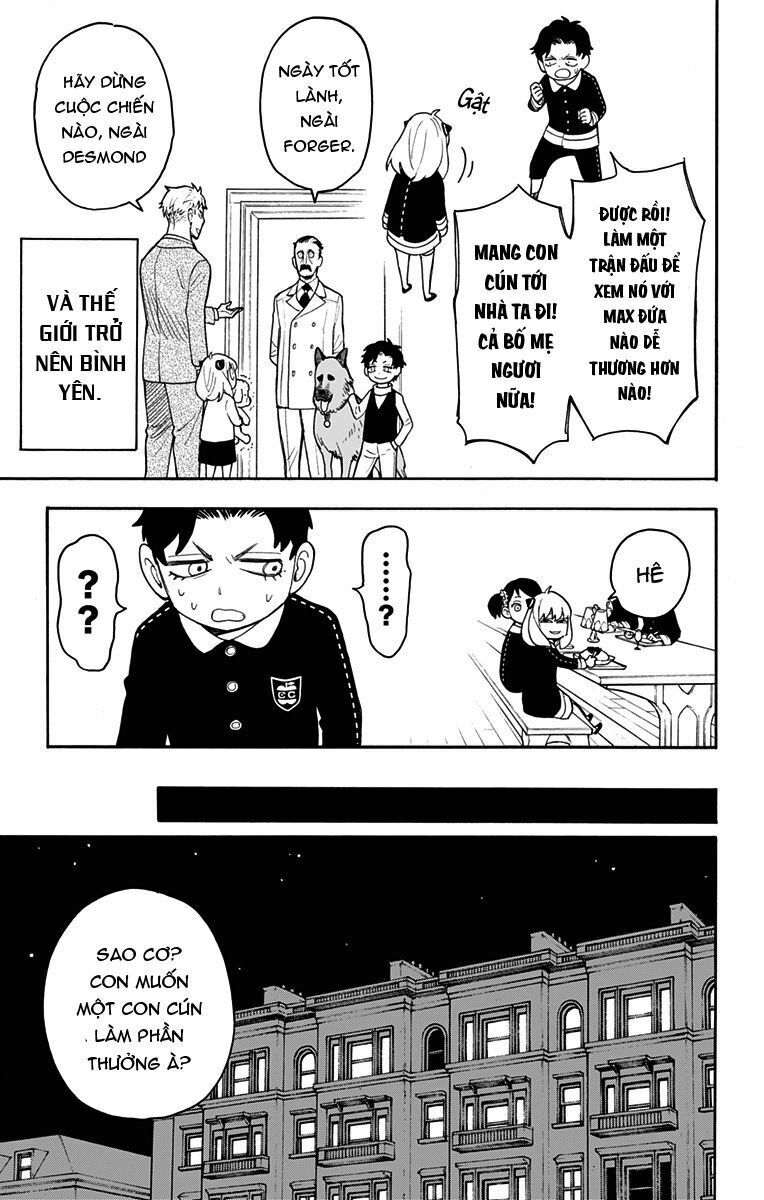 ĐƯỢC RỒI!
LÀM MỘT
TRẬN ĐẤU ĐỂ
XEM NÓ VỚI
MAX ĐỨA
NÀO DỄ
THƯƠNG HƠN
NÀO!
MANG CON
CÚN TỚI
NHÀ TA ĐI!
CẢ BỐ MẸ
NGƯƠI
NỮA!
Gật
NGÀY TỐT
LÀNH,
NGÀI
FORGER.
HÃY DỪNG
CUỘC CHIẾN
NÀO, NGÀI
DESMOND
VÀ THẾ
GIỚI TRỞ
NÊN BÌNH
YÊN.
HÊ
.......?
?
?
EC
SAO CƠ?
CON MUỐN
MỘT CON CÚN
LÀM PHẦN
THƯỞNG À?